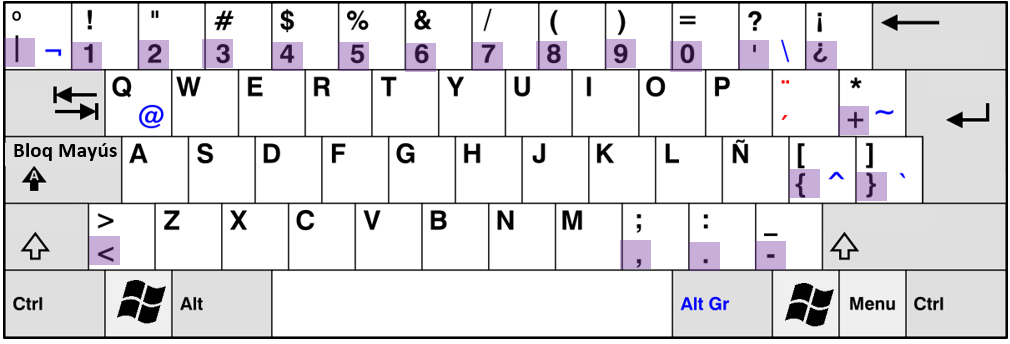 ° ! " # $ % & / ( ) = ? ¡
| ¬ 1 2 3 4 5 6 7 8 9 0 ' \ ¿
Q W E R T Y U I O P ¨ *
@ ´ + ~
Bloq Mayús A S D F G H J K L Ñ [ ]
A { ^ } `
> Z X C V B N M ; : _
< , . -
Ctrl Alt Alt Gr Menu Ctrl